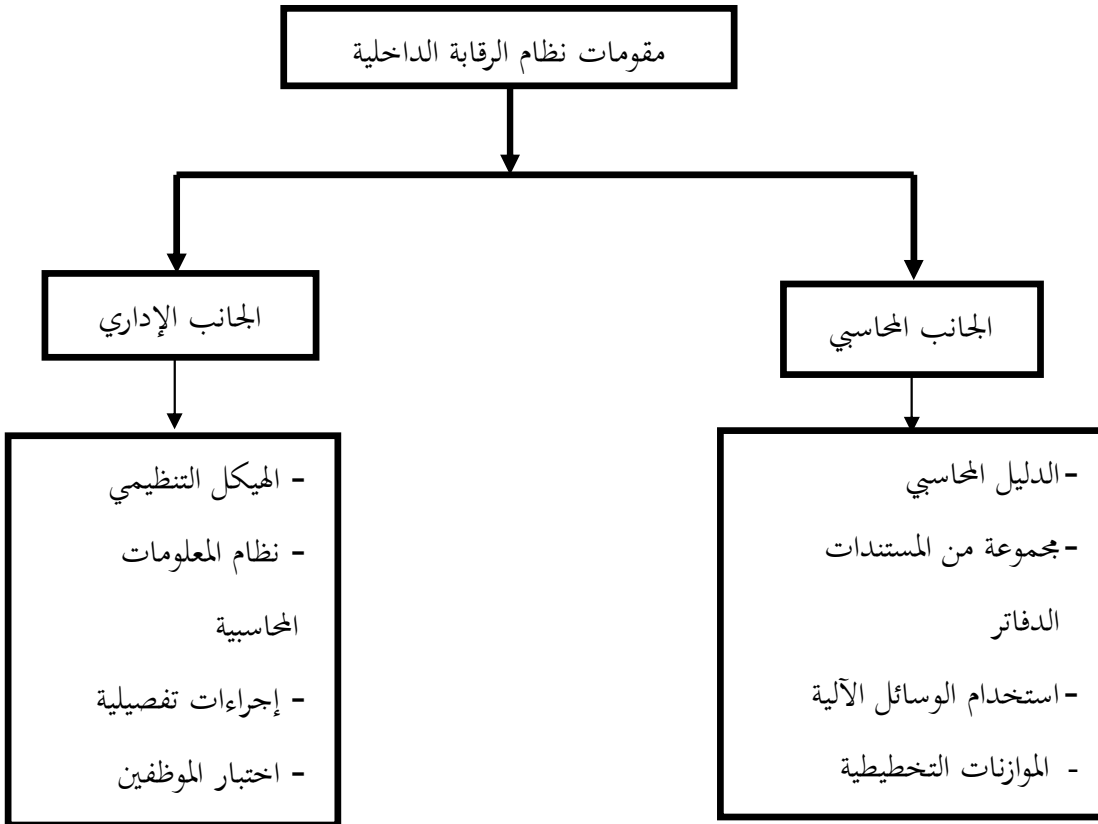 مقومات نظام الرقابة الداخلية
الجانب المحاسبي
الجانب الإداري
-الدليل المحاسبي
-مجموعة من المستندات
الدفاتر
-استخدام الوسائل الآلية
- الموازنات التخطيطية
- الهيكل التنظيمي
- نظام المعلومات
المحاسبية
- إجراءات تفصيلية
- اختبار الموظفين